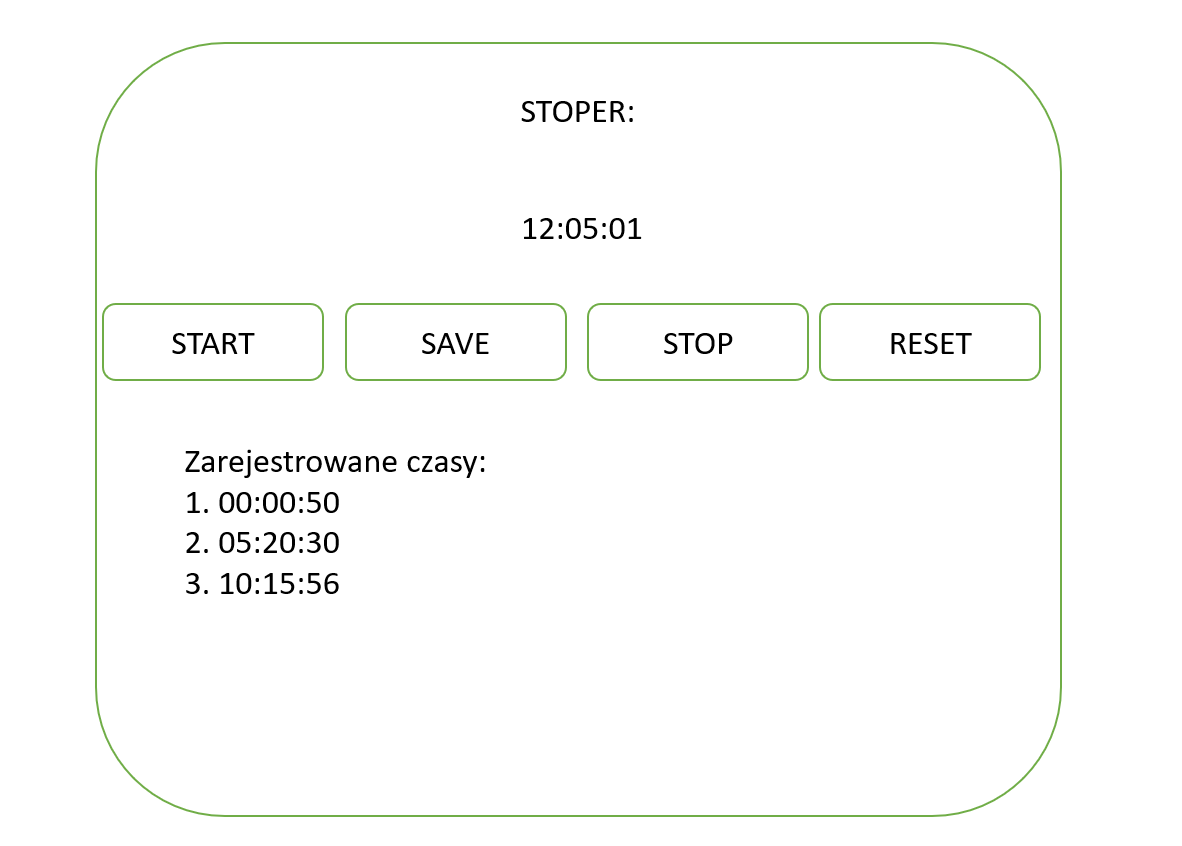 STOPER:
12:05:01
START SAVE STOP RESET
Zarejestrowane czasy:
1. 00:00:50
2. 05:20:30
3. 10:15:56